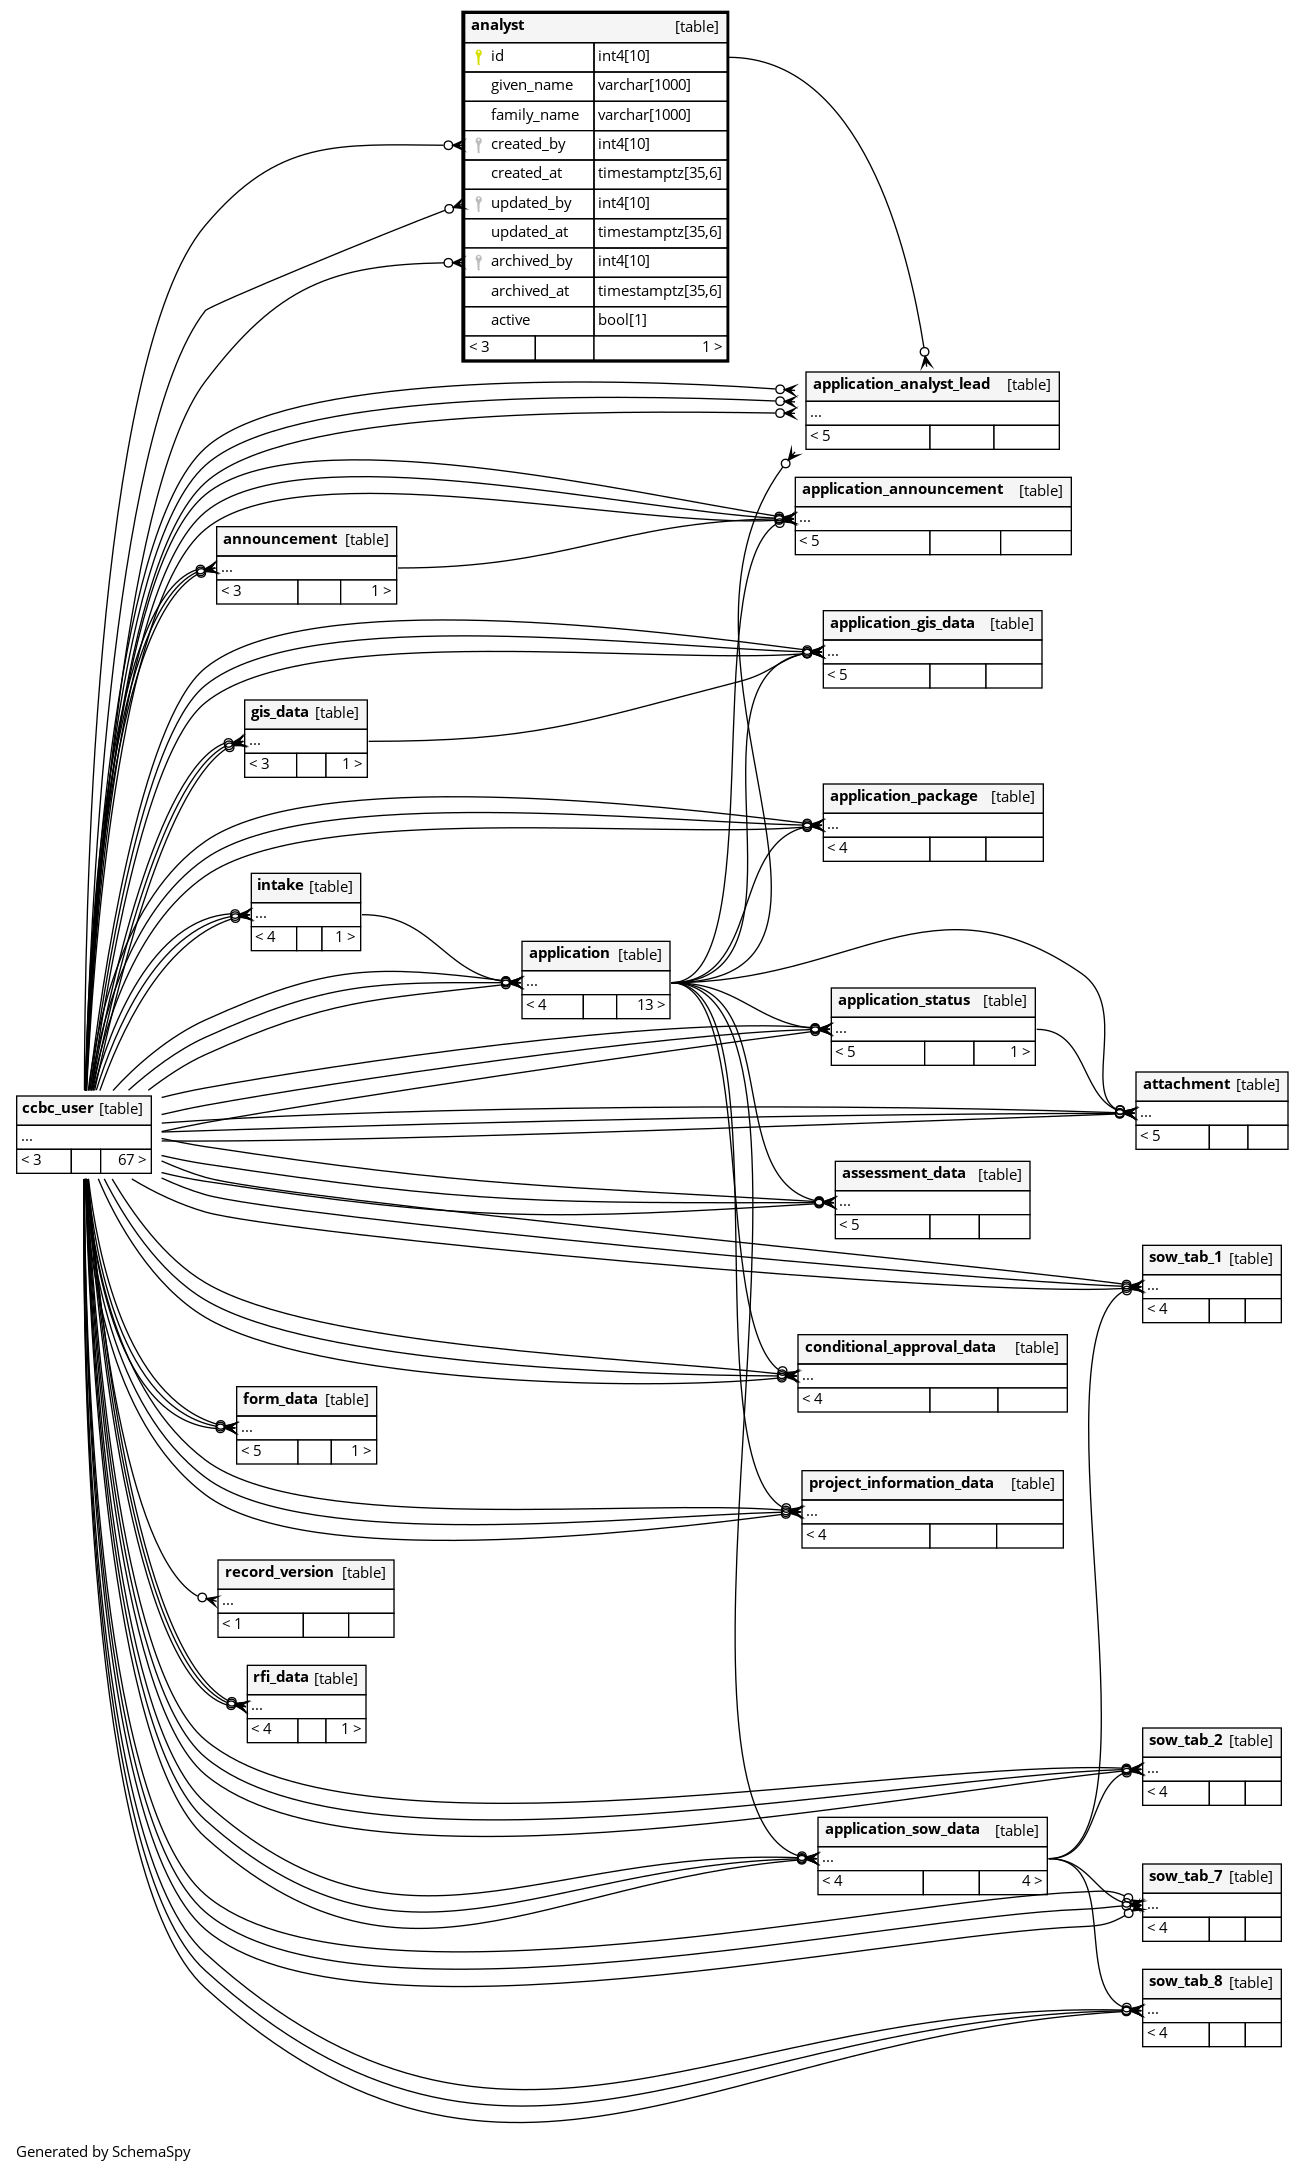 analyst [table]
id int4[10]
given_name varchar[1000]
family_name varchar[1000]
created_by int4[10]
created_at timestamptz[35,6]
updated_by int4[10]
updated_at timestamptz[35,6]
archived_by int4[10]
archived_at timestamptz[35,6]
active bool[1]
< 3 1 >
application_analyst_lead [table]
...
< 5
application_announcement [table]
...
< 5
announcement [table]
...
< 3 1 >
application_gis_data [table]
...
< 5
gis_data [table]
...
< 3 1 >
application_package [table]
...
< 4
intake [table]
...
< 4 1 >
application [table]
...
< 4 13 >
application_status [table]
...
< 5 1 >
attachment [table]
...
< 5
ccbc_user [table]
...
< 3 67 >
assessment_data [table]
...
< 5
sow_tab_1 [table]
...
< 4
conditional_approval_data [table]
...
< 4
form_data [table]
...
< 5 1 >
project_information_data [table]
...
< 4
record_version [table]
...
< 1
rfi_data [table]
...
< 4 1 >
sow_tab_2 [table]
...
< 4
application_sow_data [table]
...
< 4 4 >
sow_tab_7 [table]
...
< 4
sow_tab_8 [table]
...
< 4
Generated by SchemaSpy